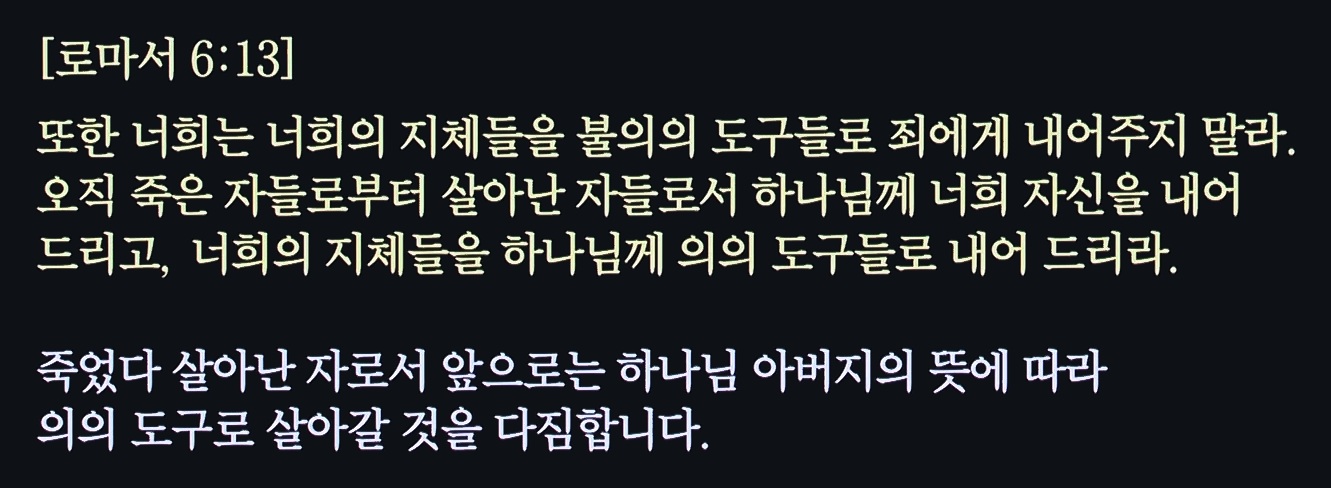 [로마서 6:13]
또한 너희는 너희의 지체들을 불의의 도구들로 죄에게 내어주지 말라.
오직 죽은 자들로부터 살아난 자들로서 하나님께 너희 자신을 내어
드리고, 너희의 지체들을 하나님께 의의 도구들로 내어 드리라.
죽었다 살아난 자로서 앞으로는 하나님 아버지의 뜻에 따라
의의 도구로 살아갈 것을 다짐합니다.